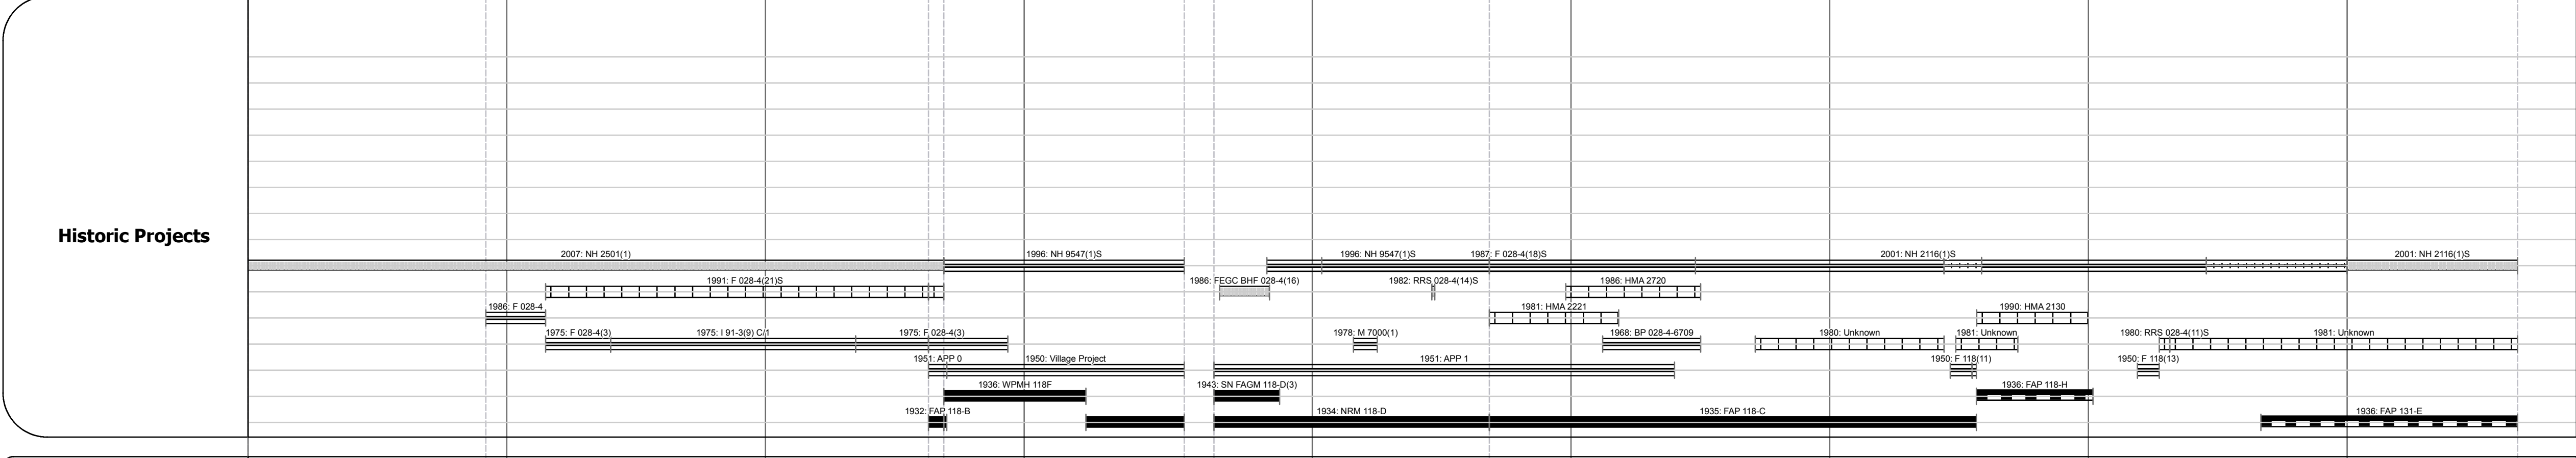 Historic Projects
2007: NH 2501(1)
1996: NH 9547(1)S
1996: NH 9547(1)S
1987: F 028-4(18)S
2001: NH 2116(1)S
2001: NH 2116(1)S
1991: F 028-4(21)S
1986: FEGC BHF 028-4(16)
1982: RRS 028-4(14)S
1986: HMA 2720
1986: F 028-4
1981: HMA 2221
1990: HMA 2130
1975: F 028-4(3)
1975: I 91-3(9) C/1
1975: F 028-4(3)
1978: M 7000(1)
1968: BP 028-4-6709
1980: Unknown
1981: Unknown
1980: RRS 028-4(11)S
1981: Unknown
1951: APP 0
1950: Village Project
1951: APP 1
1950: F 118(11)
1950: F 118(13)
1936: WPMH 118F
1943: SN FAGM 118-D(3)
1936: FAP 118-H
1932: FAP 118-B
1934: NRM 118-D
1935: FAP 118-C
1936: FAP 131-E